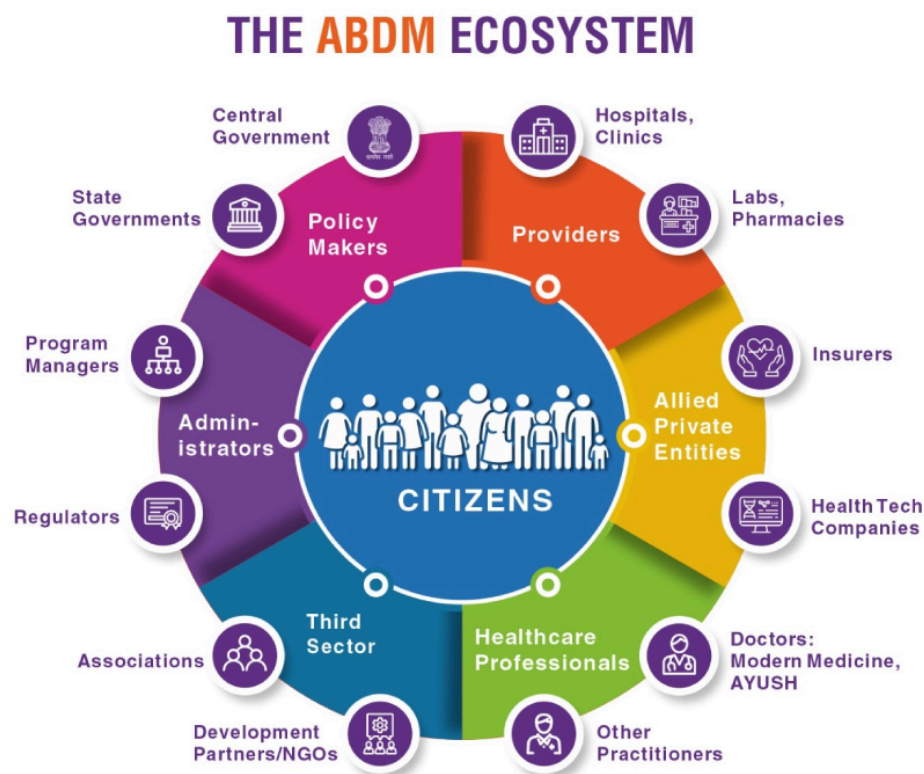 THE ABDM ECOSYSTEM
Central
Government
Hospitals,
Clinics
State
Governments
Labs,
Pharmacies
Policy
Makers
Providers
Program
Managers
Insurers
Admin-
istrators
Allied
Private
Entities
CITIZENS
Regulators
Health Tech
Companies
Third
Sector
Healthcare
Professionals
Associations
Doctors:
Modern Medicine,
AYUSH
Development
Partners/NGOs
Other
Practitioners